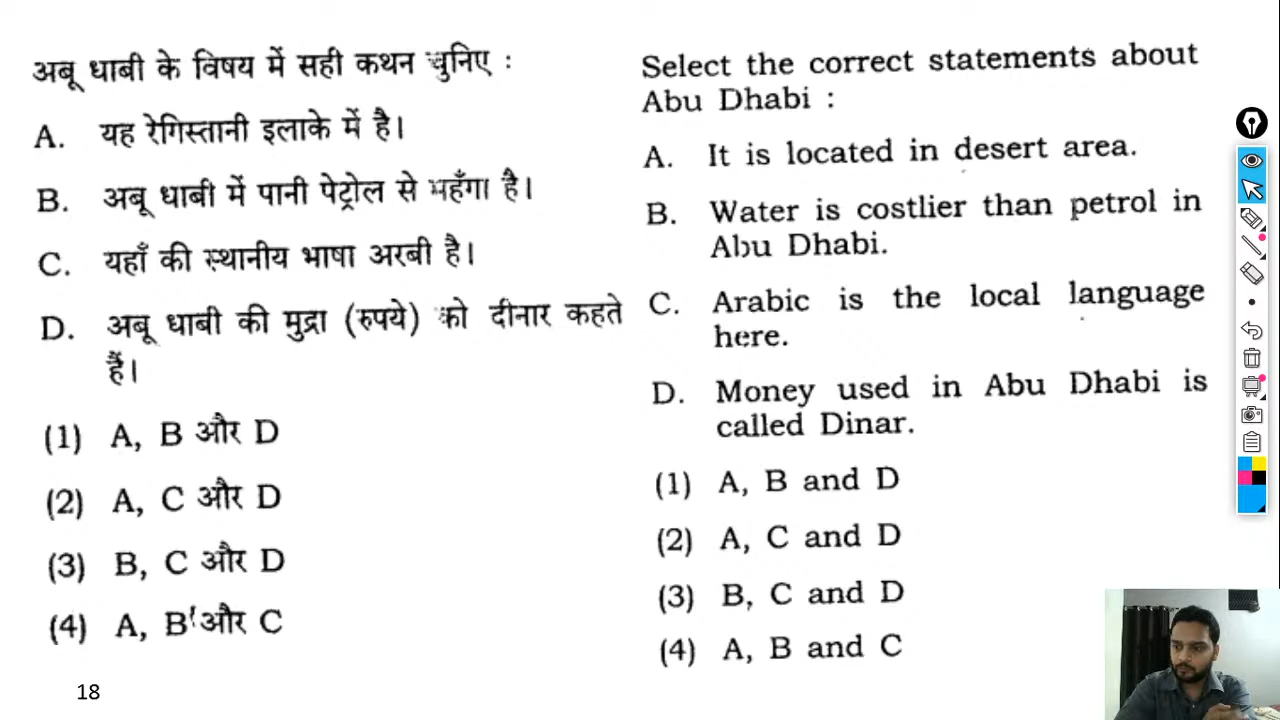 अबू धाबी के विषय में सही कथन चुनिए :
A. यह रेगिस्तानी इलाके में है।
B. अबू धाबी में पानी पेट्रोल से महँगा है।
C. यहाँ की स्थानीय भाषा अरबी है।
D. अबू धाबी की मुद्रा (रुपये) को दीनार कहते
हैं।
(1) A, B और D
(2) A, C और D
(3) B, C और D
(4) A, B और C
18
Select the correct statements about
Abu Dhabi :
A. It is located in desert area.
B. Water is costlier than petrol in
Abu Dhabi.
C. Arabic is the local language
here.
D. Money used in Abu Dhabi is
called Dinar.
(1) A, B and D
(2) A, C and D
(3) B, C and D
(4) A, B and C